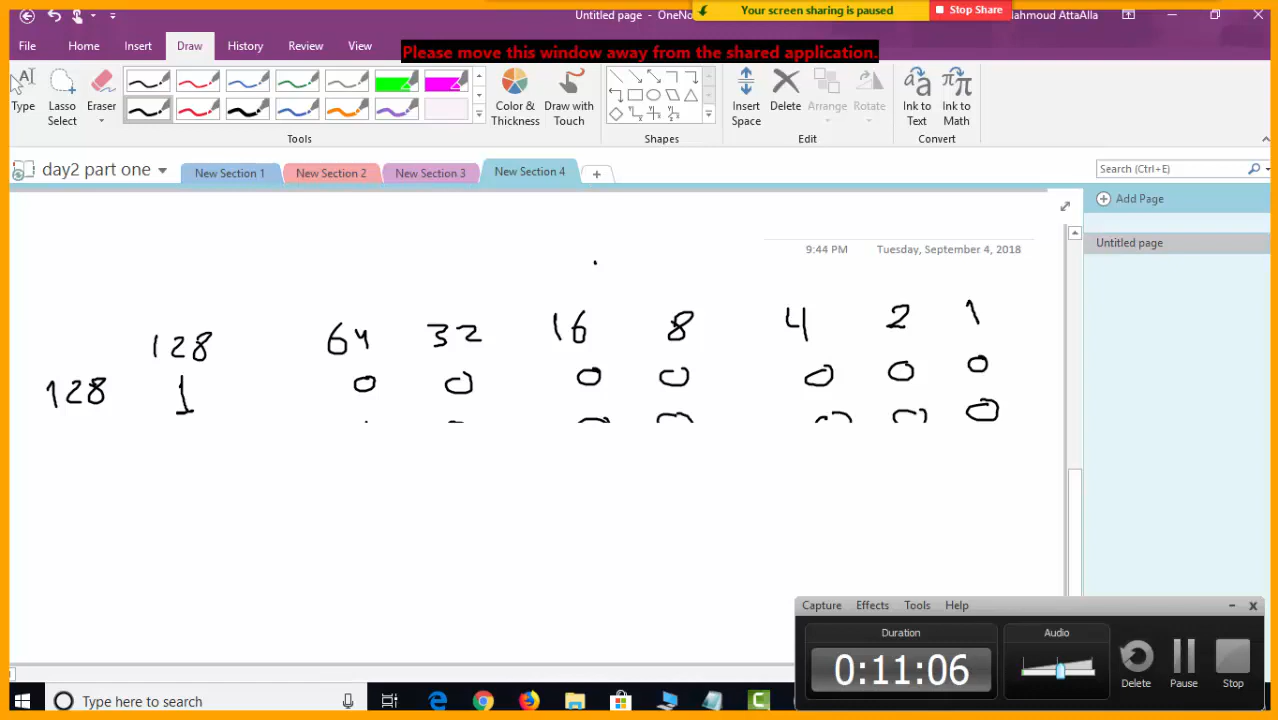 Untitled page - OneNo
Your screen sharing is paused
Stop Share
ahmoud AttaAlla
File Home Insert Draw History Review View
Please move this window away from the shared application.
Type
Lasso Select
Eraser
Color & Thickness
Draw with Touch
Insert Space
Delete
Arrange
Rotate
Ink to Text
Ink to Math
Tools Shapes Edit Convert
day2 part one
New Section 1 New Section 2 New Section 3 New Section 4
Search (Ctrl+E)
Add Page
Untitled page
9:44 PM Tuesday, September 4, 2018
128 64 32 16 8 4 2 1
128 1 0 0 0 0 0 0 0
0
Capture Effects Tools Help
Duration Audio
0:11:06
Delete Pause Stop
Type here to search